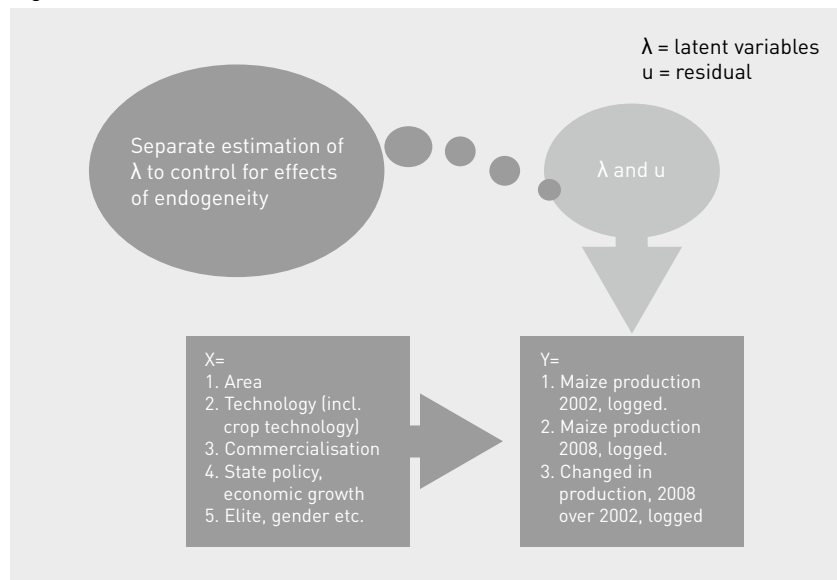 λ = latent variables
u = residual
Separate estimation of
λ to control for effects
of endogeneity
λ and u
X=
1. Area
2. Technology (incl.
crop technology)
3. Commercialisation
4. State policy,
economic growth
5. Elite, gender etc.
Y=
1. Maize production
2002, logged.
2. Maize production
2008, logged.
3. Changed in
production, 2008
over 2002, logged